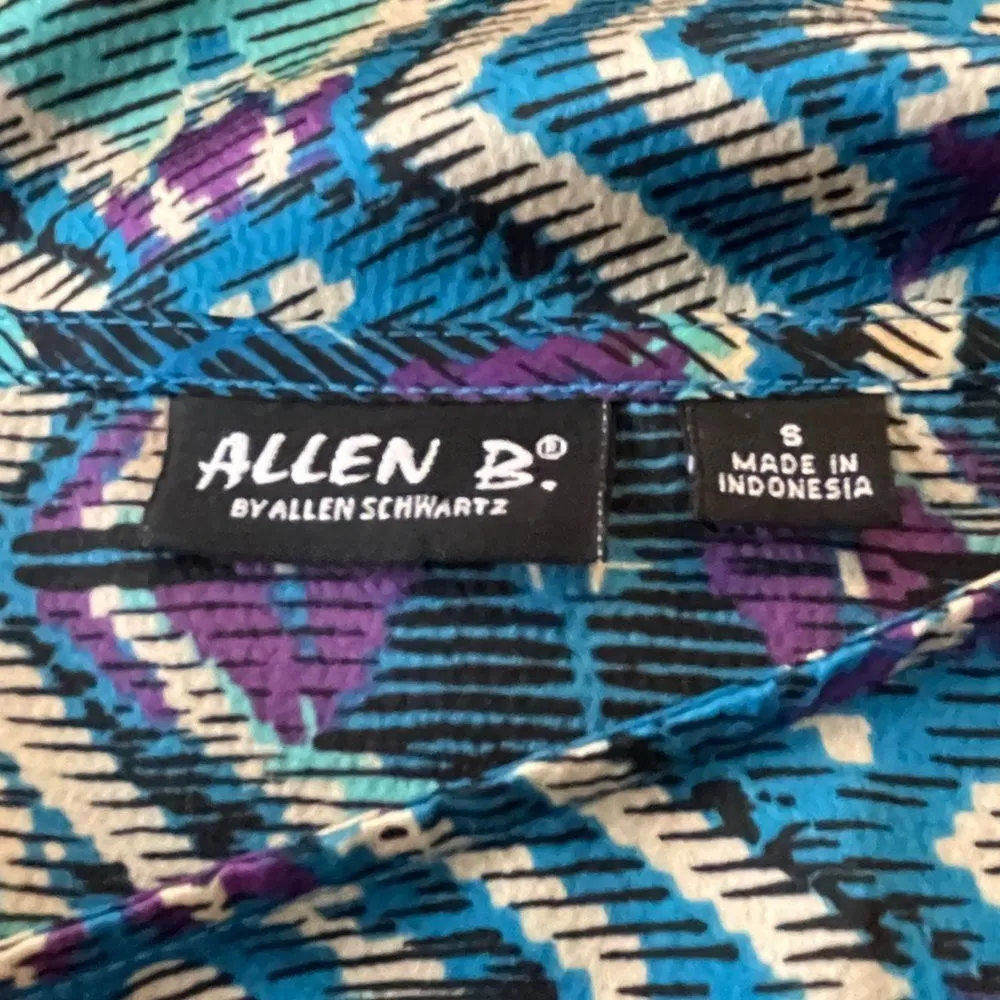 ALLEN B.®
BY ALLEN SCHWARTZ
S
MADE IN
INDONESIA